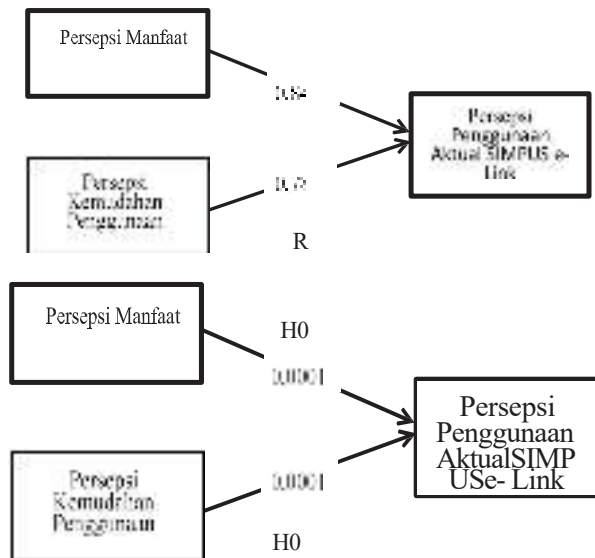 Persepsi Manfaat
Persepsi
Penggunaan
Aktual SIMPUS e-
Link
Persepsi
Kemudahan
Penggunaan
R
Persepsi Manfaat
H0
0,0001
Persepsi
Penggunaan
AktualSIMP
USe- Link
Persepsi
Kemudahan
Penggunaan
0,0001
H0